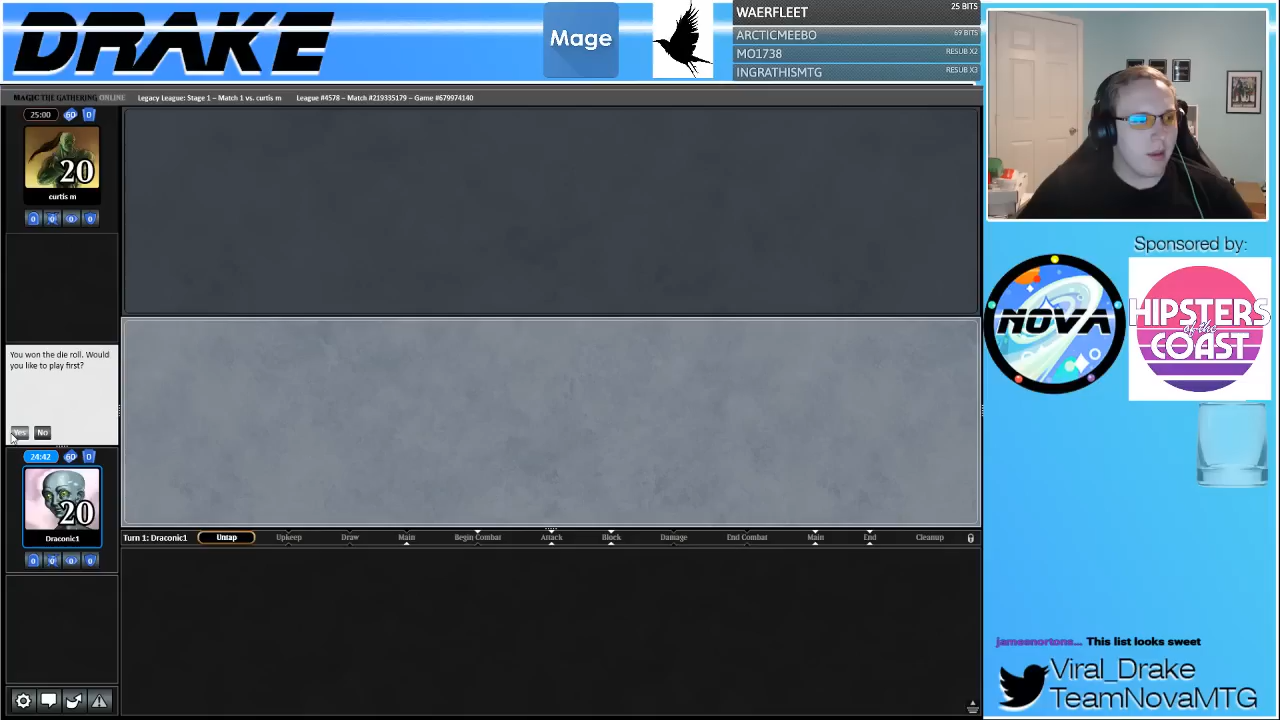 DRAKE
Mage
WAERFLEET 25 BITS
ARCTICMEEBO 69 BITS
MO1738 RESUB X2
INGRATHISMTG RESUB X3
MAGIC THE GATHERING ONLINE Legacy League: Stage 1 – Match 1 vs. curtis m League #4578 – Match #219335179 – Game #679974140
25:00 60 0
20
curtis m
0 0 0 0
You won the die roll. Would
you like to play first?
Yes No
24:42 60 0
20
Draconic1
0 0 0 0
Turn 1: Draconic1 Untap Upkeep Draw Main Begin Combat Attack Block Damage End Combat Main End Cleanup
Sponsored by:
NOVA
HIPSTERS
of the
COAST
jamesnortons... This list looks sweet
Viral_Drake
TeamNovaMTG